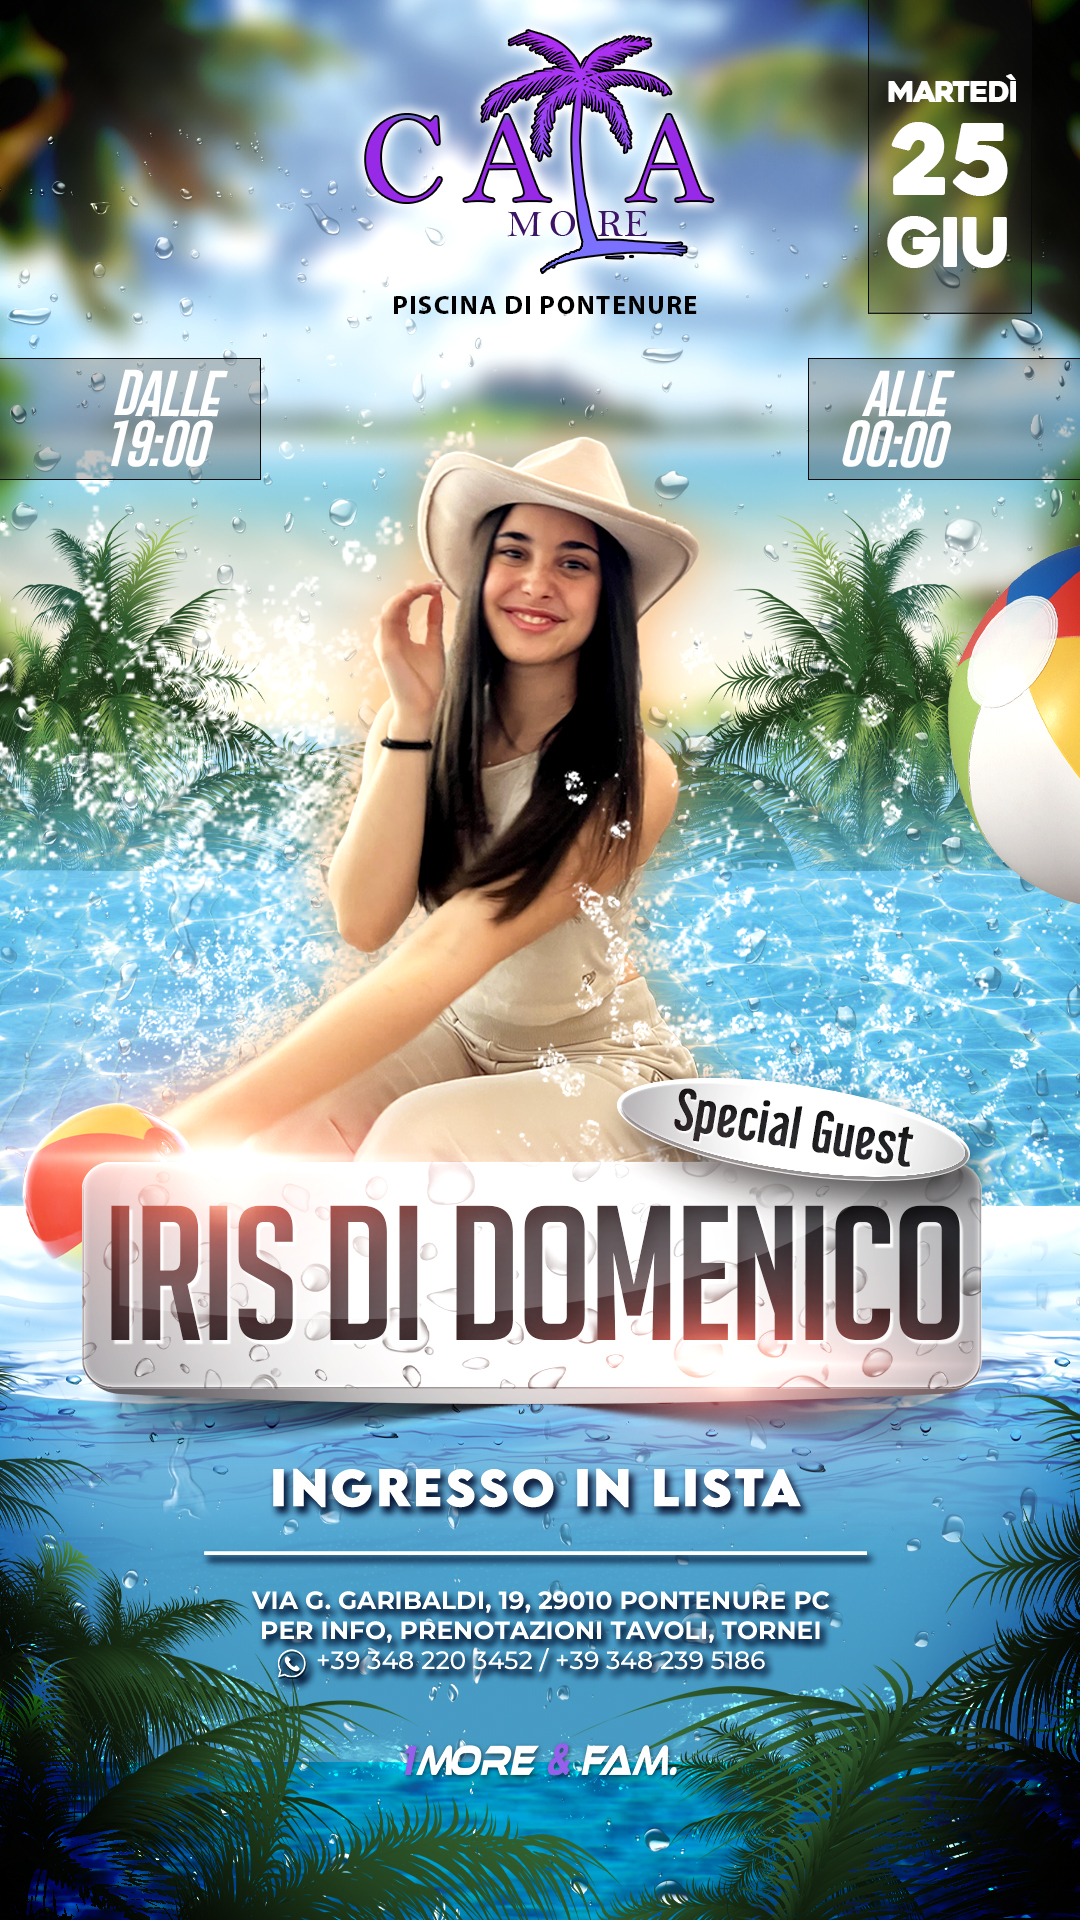 CALA
MORE
PISCINA DI PONTENURE
MARTEDÌ
25
GIU
DALLE
19:00
ALLE
00:00
Special Guest
IRIS DI DOMENICO
INGRESSO IN LISTA
VIA G. GARIBALDI, 19, 29010 PONTENURE PC
PER INFO, PRENOTAZIONI TAVOLI, TORNEI
+39 348 220 3452 / +39 348 239 5186
1MORE & FAM.